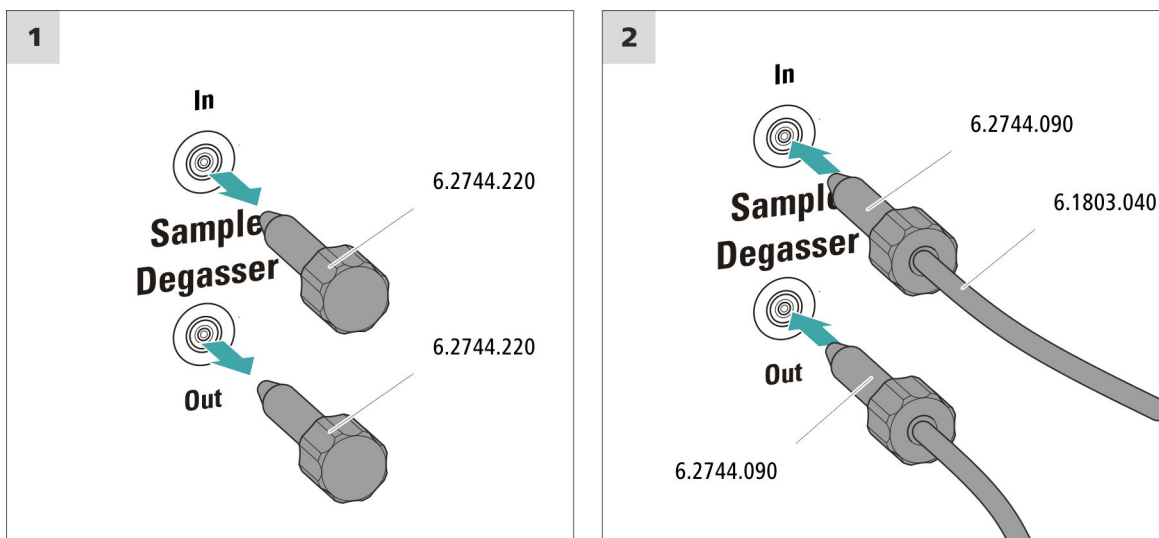 1
In
6.2744.220
Sample
Degasser
6.2744.220
Out
2
In
6.2744.090
6.1803.040
Sample
Degasser
Out
6.2744.090